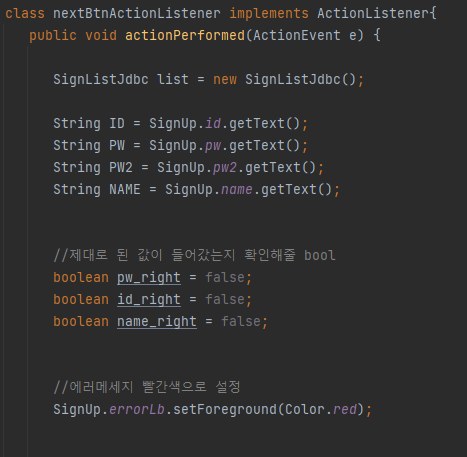 class nextBtnActionListener implements ActionListener{
public void actionPerformed(ActionEvent e) {
SignListJdbc list = new SignListJdbc();
String ID = SignUp.id.getText();
String PW = SignUp.pw.getText();
String PW2 = SignUp.pw2.getText();
String NAME = SignUp.name.getText();
//제대로 된 값이 들어갔는지 확인해줄 bool
boolean pw_right = false;
boolean id_right = false;
boolean name_right = false;
//에러메세지 빨간색으로 설정
SignUp.errorLb.setForeground(Color.red);